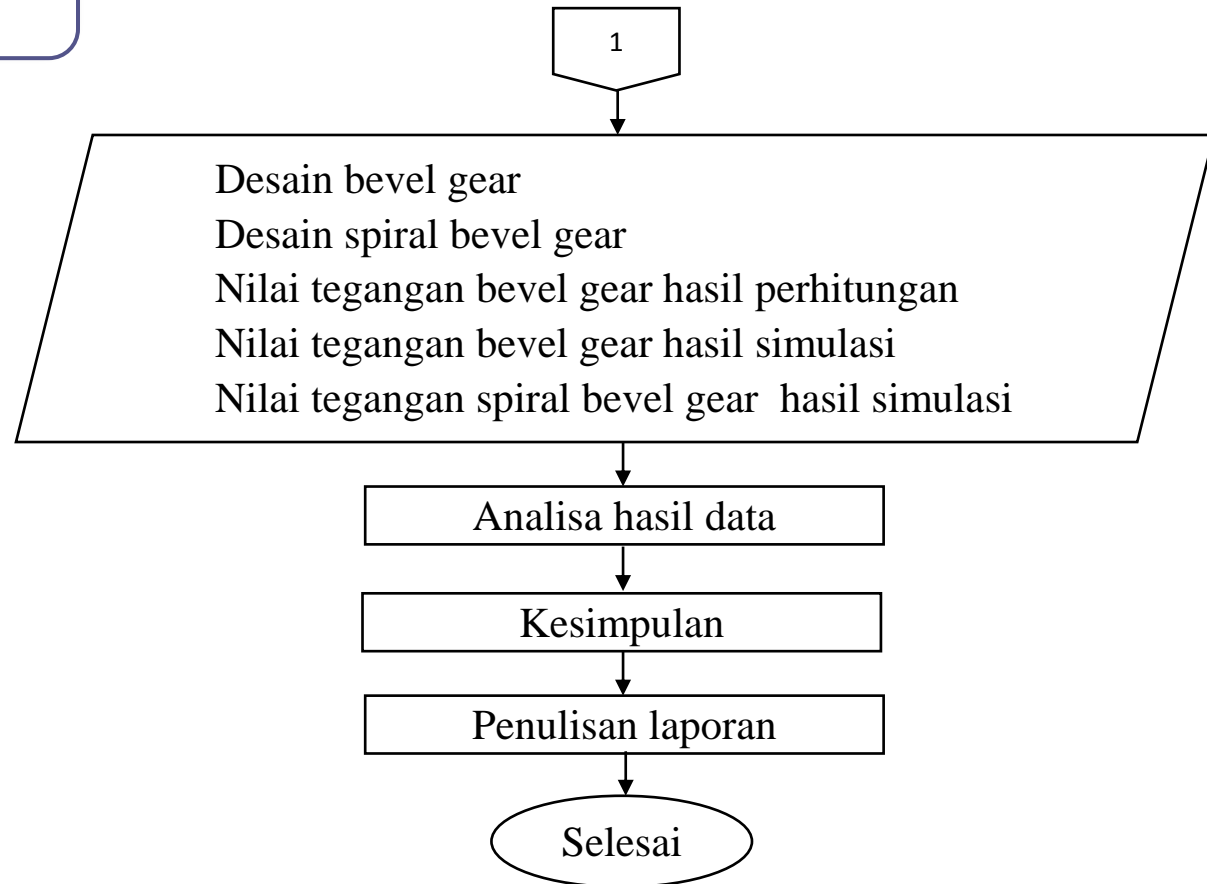 1
Desain bevel gear
Desain spiral bevel gear
Nilai tegangan bevel gear hasil perhitungan
Nilai tegangan bevel gear hasil simulasi
Nilai tegangan spiral bevel gear  hasil simulasi
Analisa hasil data
Kesimpulan
Penulisan laporan
Selesai